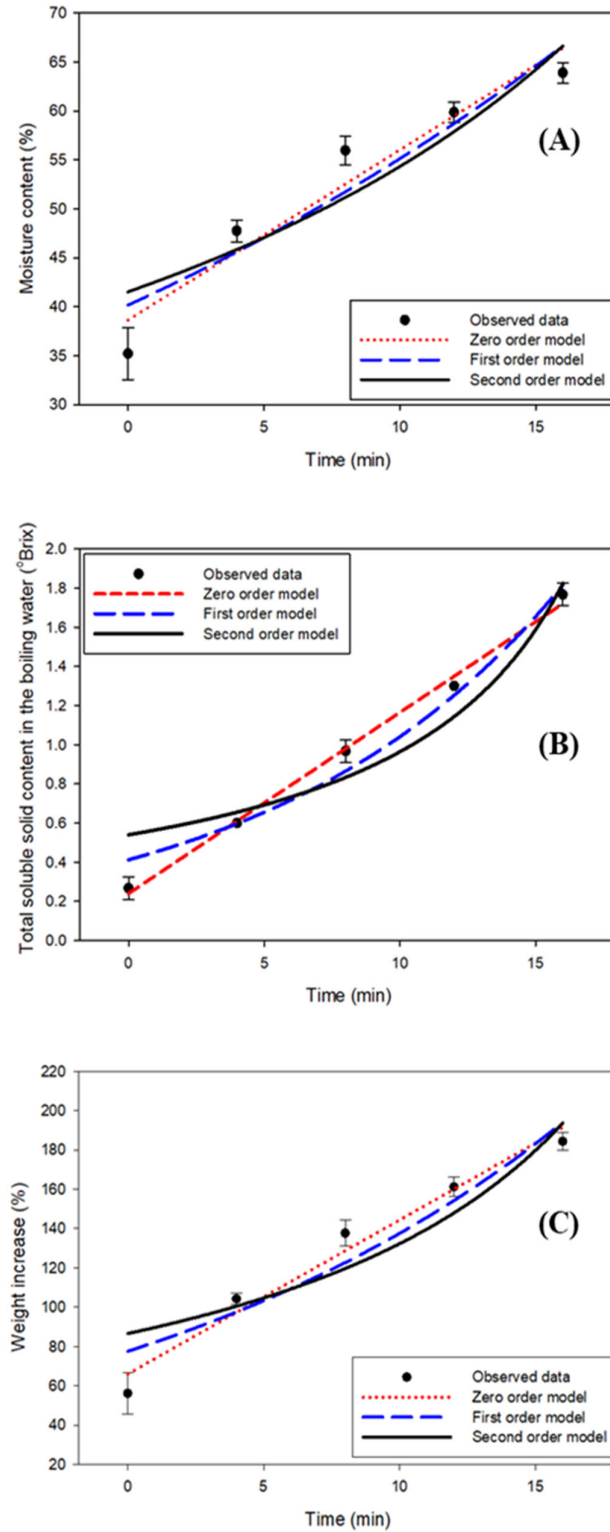 70
65
60
55
50
45
40
35
30
Moisture content (%)
(A)
Observed data
Zero order model
First order model
Second order model
0
5
10
15
Time (min)
2.0
1.8
1.6
1.4
1.2
1.0
0.8
0.6
0.4
0.2
0.0
Total soluble solid content in the boiling water (°Brix)
Observed data
Zero order model
First order model
Second order model
(B)
0
5
10
15
Time (min)
220
200
180
160
140
120
100
80
60
40
20
Weight increase (%)
(C)
Observed data
Zero order model
First order model
Second order model
0
5
10
15
Time (min)